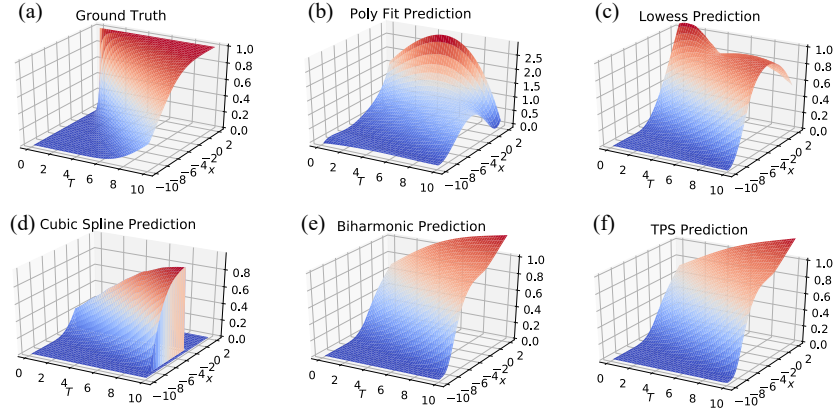 (a) Ground Truth
1.0
0.8
0.6
0.4
0.2
0.0
0 2 4 6 8 10
T
−10−8−6−4−2 0 2
x
(b) Poly Fit Prediction
2.5
2.0
1.5
1.0
0.5
0.0
0 2 4 6 8 10
T
−10−8−6−4−2 0 2
x
(c) Lowess Prediction
1.0
0.8
0.6
0.4
0.2
0.0
0 2 4 6 8 10
T
−10−8−6−4−2 0 2
x
(d) Cubic Spline Prediction
0.8
0.6
0.4
0.2
0.0
0 2 4 6 8 10
T
−10−8−6−4−2 0 2
x
(e) Biharmonic Prediction
1.0
0.8
0.6
0.4
0.2
0.0
0 2 4 6 8 10
T
−10−8−6−4−2 0 2
x
(f) TPS Prediction
1.0
0.8
0.6
0.4
0.2
0.0
0 2 4 6 8 10
T
−10−8−6−4−2 0 2
x